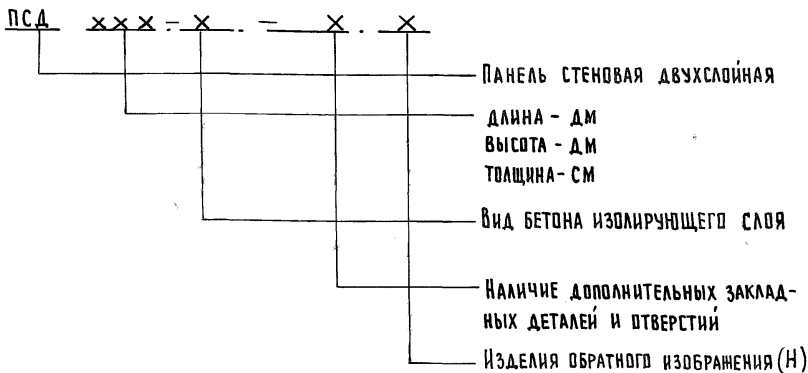 ПСД ××× - × . - × . ×
ПАНЕЛЬ СТЕНОВАЯ ДВУХСЛОЙНАЯ
ДЛИНА - ДМ
ВЫСОТА - ДМ
ТОЛЩИНА - СМ
ВИД БЕТОНА ИЗОЛИРУЮЩЕГО СЛОЯ
НАЛИЧИЕ ДОПОЛНИТЕЛЬНЫХ ЗАКЛАД-
НЫХ ДЕТАЛЕЙ И ОТВЕРСТИЙ
ИЗДЕЛИЯ ОБРАТНОГО ИЗОБРАЖЕНИЯ (Н)